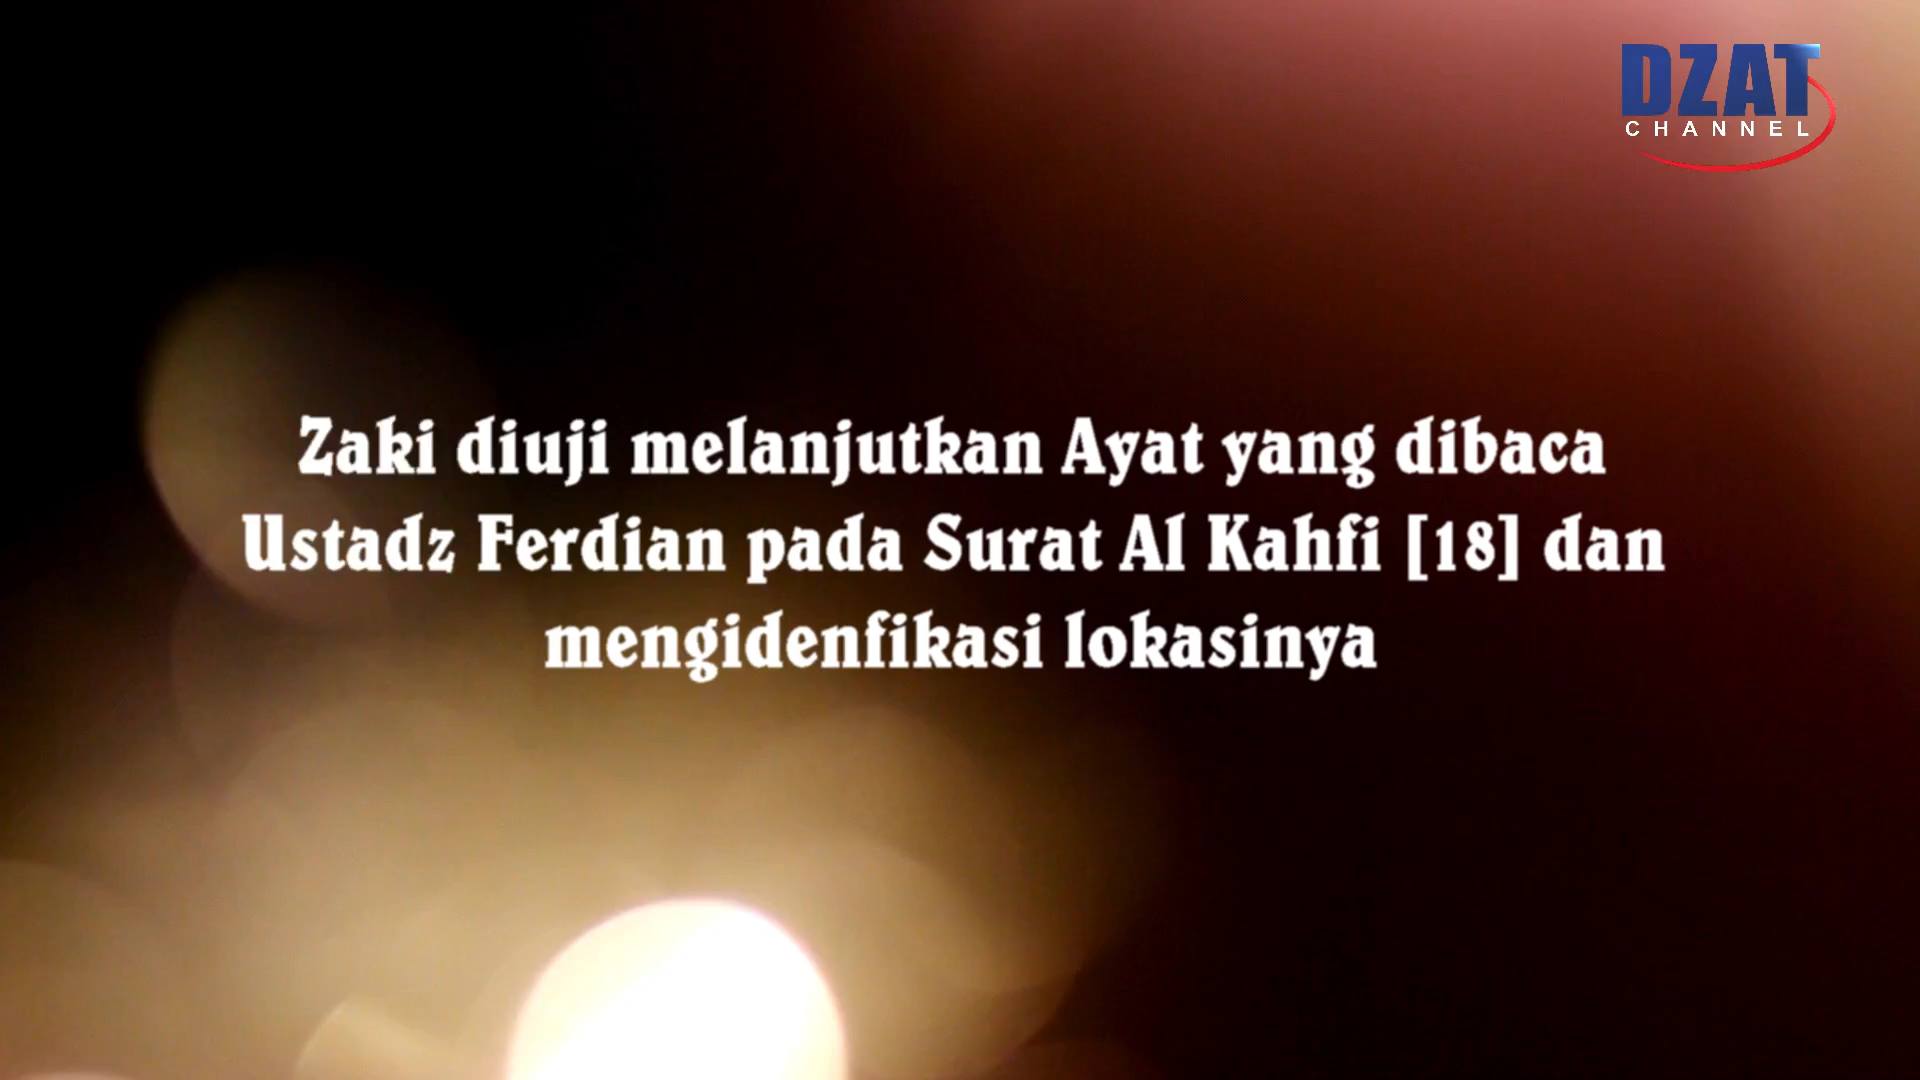 DZAT
CHANNEL
Zaki diuji melanjutkan Ayat yang dibaca
Ustadz Ferdian pada Surat Al Kahfi [18] dan
mengidenfikasi lokasinya